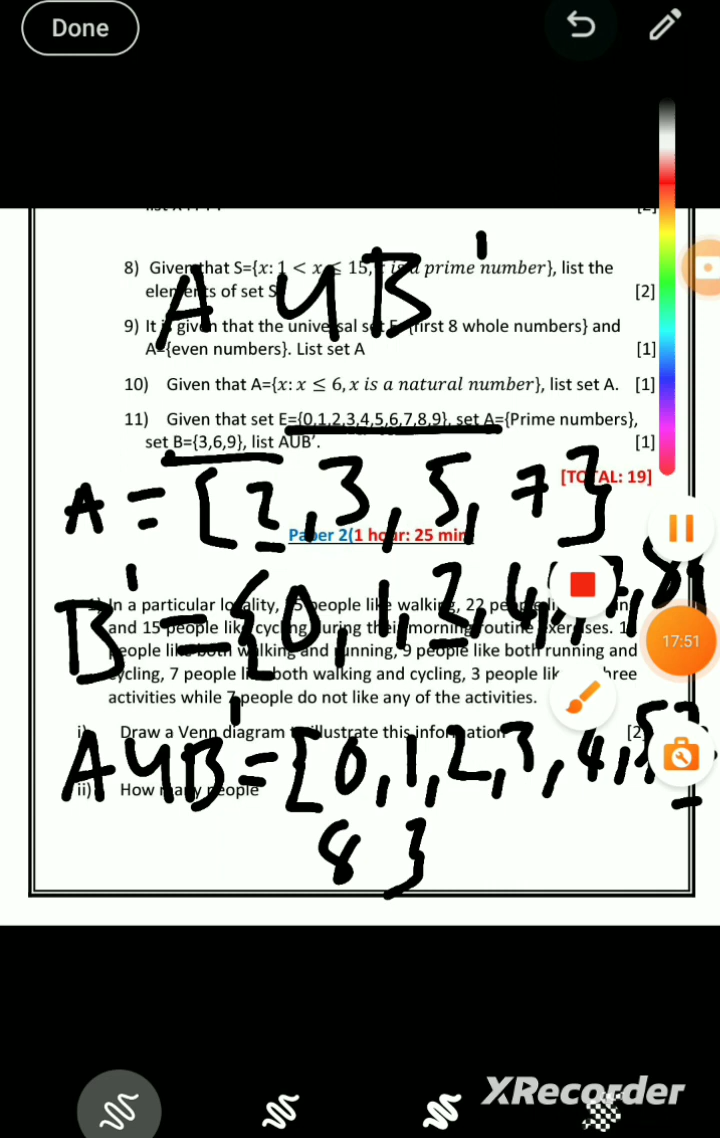 Done
8) Given that S={x: 1 < x ≤ 15, x is a prime number}, list the
elements of set S [2]
9) It is given that the universal set E={first 8 whole numbers} and
A={even numbers}. List set A [1]
10) Given that A={x: x ≤ 6, x is a natural number}, list set A. [1]
11) Given that set E={0,1,2,3,4,5,6,7,8,9}, set A={Prime numbers},
set B={3,6,9}, list AUB'. [1]
[TOTAL: 19]
A U B'
A = {2, 3, 5, 7}
Paper 2(1 hour: 25 min
In a particular locality, people like walking, 22
and 15 people like cycling during their morning routine exercises.
people like both walking and running, 9 people like both running and
cycling, 7 people like both walking and cycling, 3 people like three
activities while 7 people do not like any of the activities.
B' = {0, 1, 2, 4, 8
i) Draw a Venn diagram to illustrate this information [2]
A U B' = {0, 1, 2, 3, 4, 5
8 }
ii) How many people
17:51
XRecorder